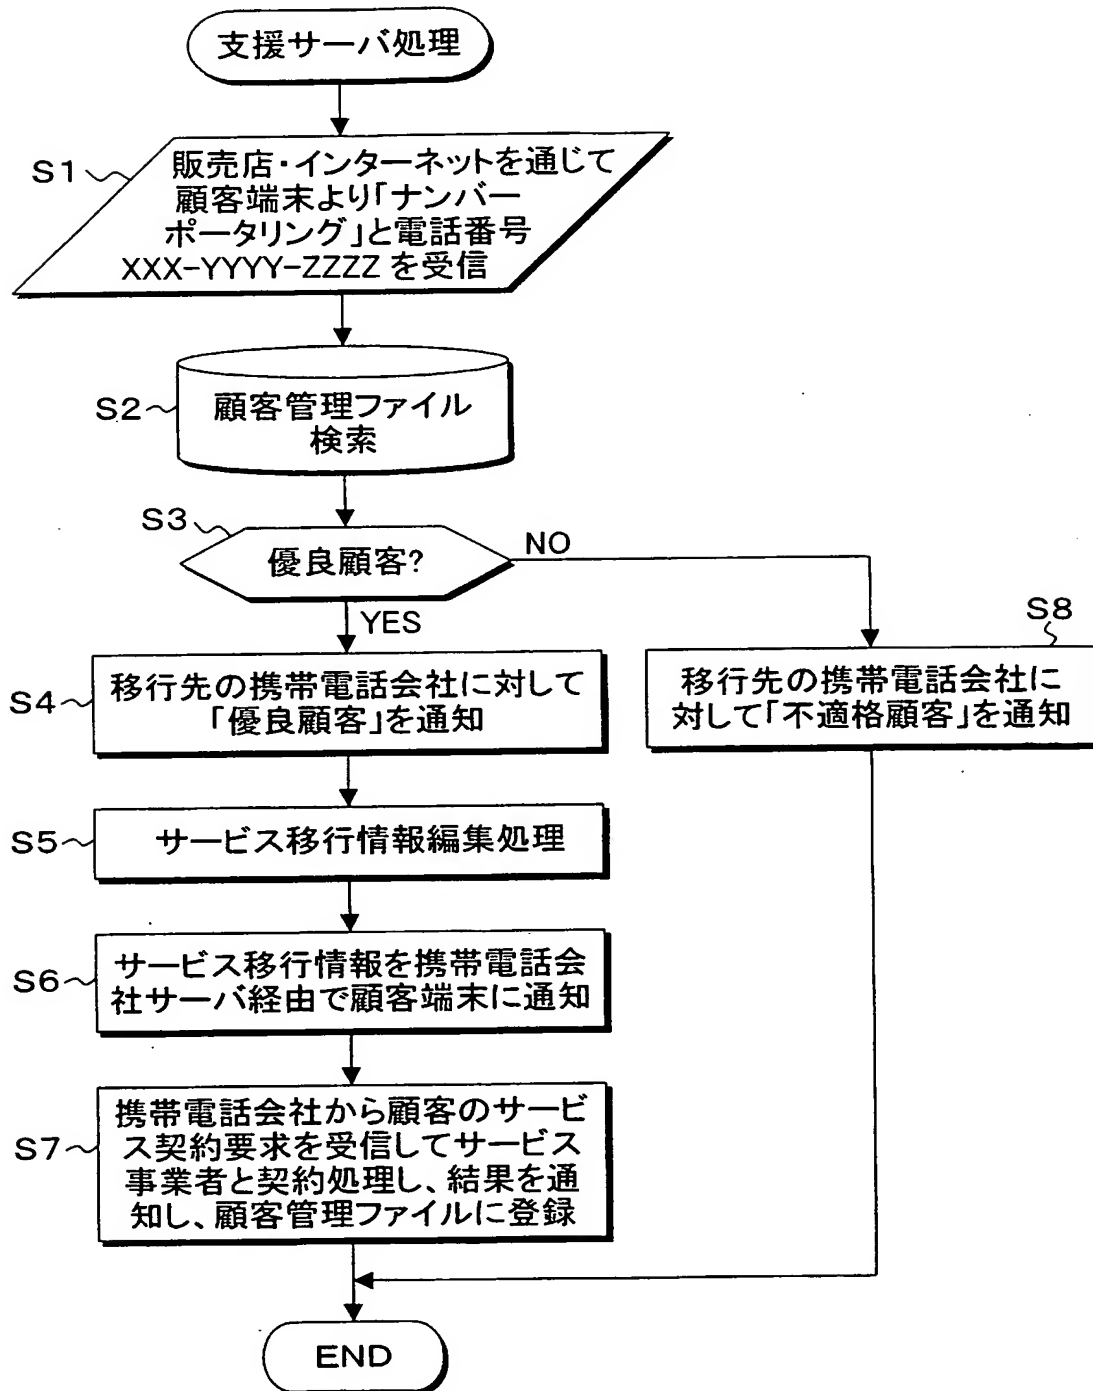 支援サーバ処理
S1
販売店・インターネットを通じて
顧客端末より「ナンバー
ポータリング」と電話番号
XXX-YYYY-ZZZZ を受信
S2
顧客管理ファイル
検索
S3
優良顧客?
NO
YES
S4
移行先の携帯電話会社に対して
「優良顧客」を通知
S8
移行先の携帯電話会社に
対して「不適格顧客」を通知
S5
サービス移行情報編集処理
S6
サービス移行情報を携帯電話会
社サーバ経由で顧客端末に通知
S7
携帯電話会社から顧客のサービ
ス契約要求を受信してサービス
事業者と契約処理し、結果を通
知し、顧客管理ファイルに登録
END